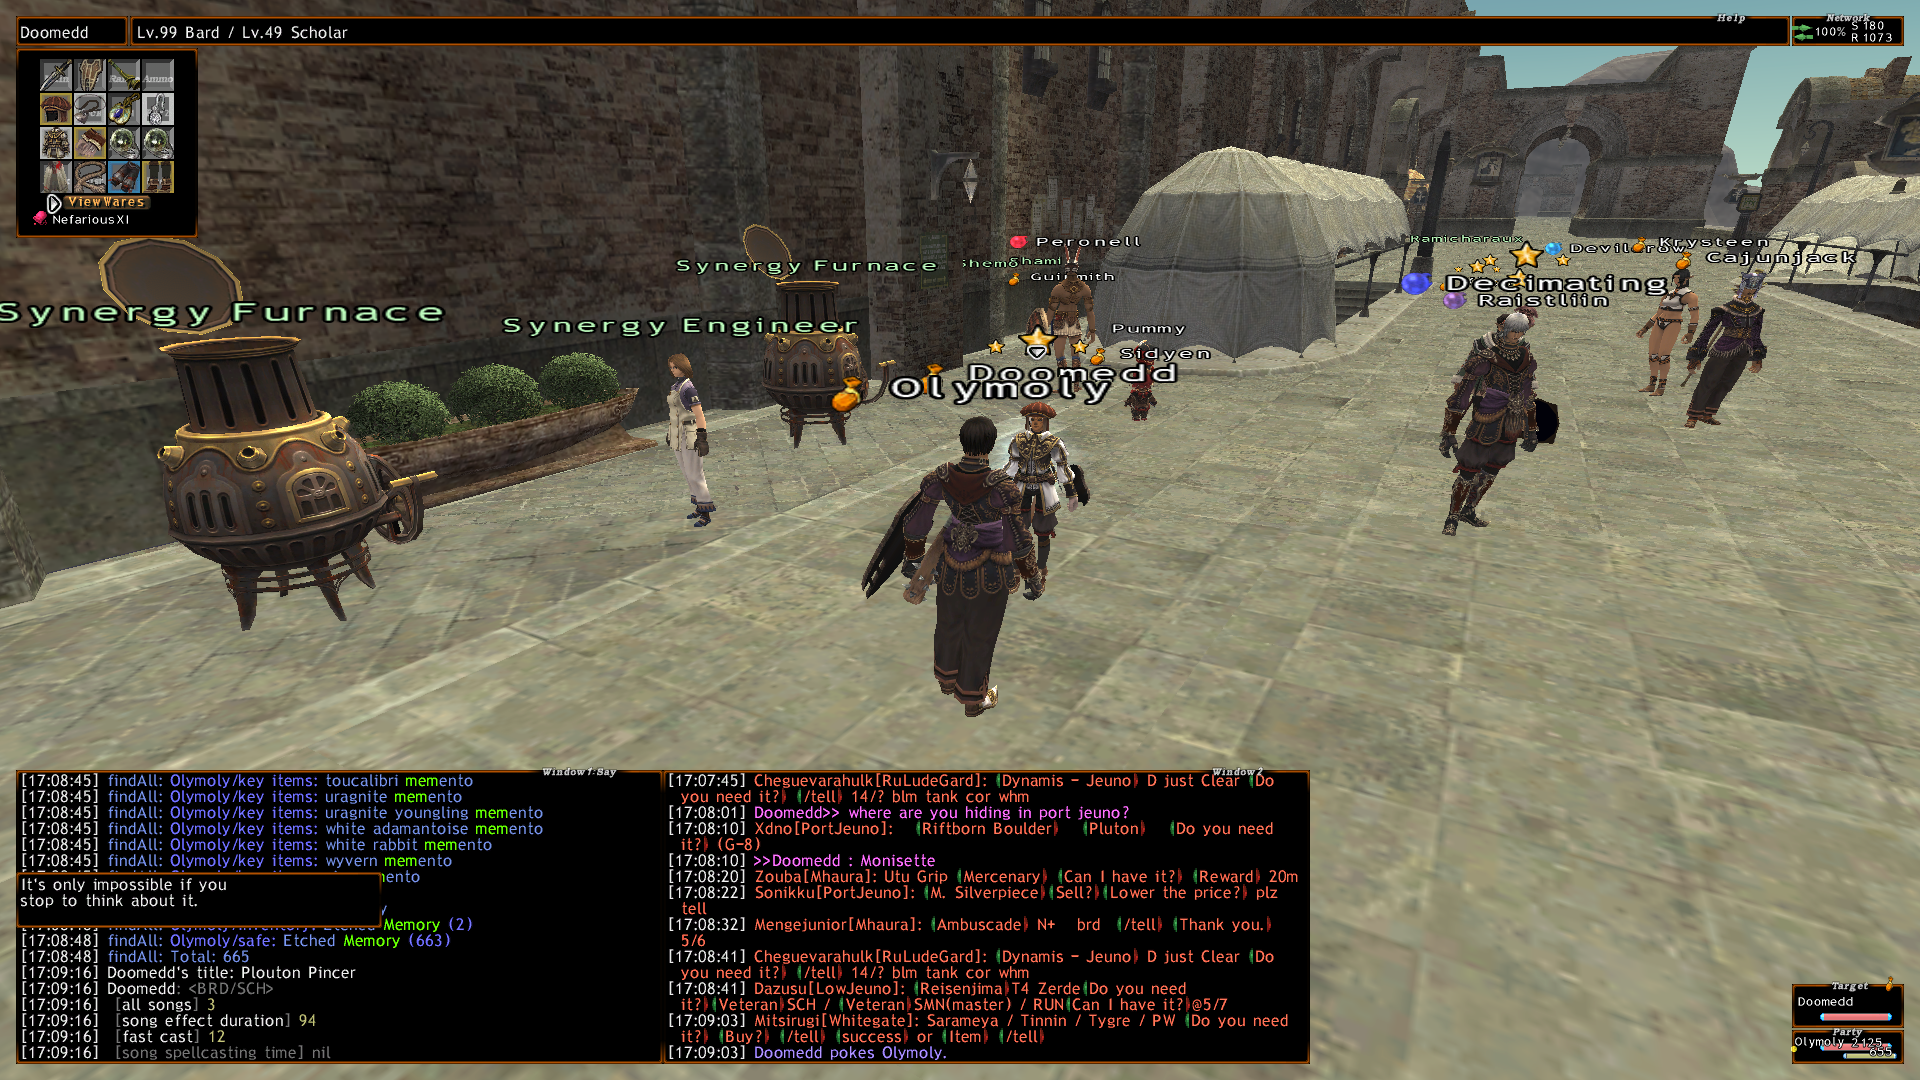 Doomedd
Lv.99 Bard / Lv.49 Scholar
Help
Network
100%
S 180
R 1073
Ammo
ViewWares
NefariousXI
Synergy Furnace
Synergy Furnace
Synergy Engineer
Peronell
Pummy
Sidyen
Doomedd
Olymoly
Ramicharaux
Krysteen
Cajunjack
Decimating
Raistliin
Window1:Say
[17:08:45] findAll: Olymoly/key items: toucalibri memento
[17:08:45] findAll: Olymoly/key items: uragnite memento
[17:08:45] findAll: Olymoly/key items: uragnite youngling memento
[17:08:45] findAll: Olymoly/key items: white adamantoise memento
[17:08:45] findAll: Olymoly/key items: white rabbit memento
[17:08:45] findAll: Olymoly/key items: wyvern memento
It's only impossible if you
stop to think about it.
Memory (2)
[17:08:48] findAll: Olymoly/safe: Etched Memory (663)
[17:08:48] findAll: Total: 665
[17:09:16] Doomedd's title: Plouton Pincer
[17:09:16] Doomedd: <BRD/SCH>
[17:09:16] [all songs] 3
[17:09:16] [song effect duration] 94
[17:09:16] [fast cast] 12
[17:09:16] [song spellcasting time] nil
Window2
[17:07:45] Cheguevarahulk[RuLudeGard]: (Dynamis - Jeuno) D just Clear (Do
you need it?) (/tell) 14/? blm tank cor whm
[17:08:01] Doomedd>> where are you hiding in port jeuno?
[17:08:10] Xdno[PortJeuno]: (Riftborn Boulder) (Pluton) (Do you need
it?) (G-8)
[17:08:10] >>Doomedd : Monisette
[17:08:20] Zouba[Mhaura]: Utu Grip (Mercenary) (Can I have it?) (Reward) 20m
[17:08:22] Sonikku[PortJeuno]: (M. Silverpiece)(Sell?)(Lower the price?) plz
tell
[17:08:32] Mengejunior[Mhaura]: (Ambuscade) N+ brd (/tell) (Thank you.)
5/6
[17:08:41] Cheguevarahulk[RuLudeGard]: (Dynamis - Jeuno) D just Clear (Do
you need it?) (/tell) 14/? blm tank cor whm
[17:08:41] Dazusu[LowJeuno]: (Reisenjima)T4 Zerde(Do you need
it?)(Veteran)SCH / (Veteran)SMN(master) / RUN(Can I have it?)@5/7
[17:09:03] Mitsirugi[Whitegate]: Sarameya / Tinnin / Tygre / PW (Do you need
it?) (Buy?) (/tell) (success) or (Item) (/tell)
[17:09:03] Doomedd pokes Olymoly.
Target
Doomedd
Party
Olymoly 2125
655